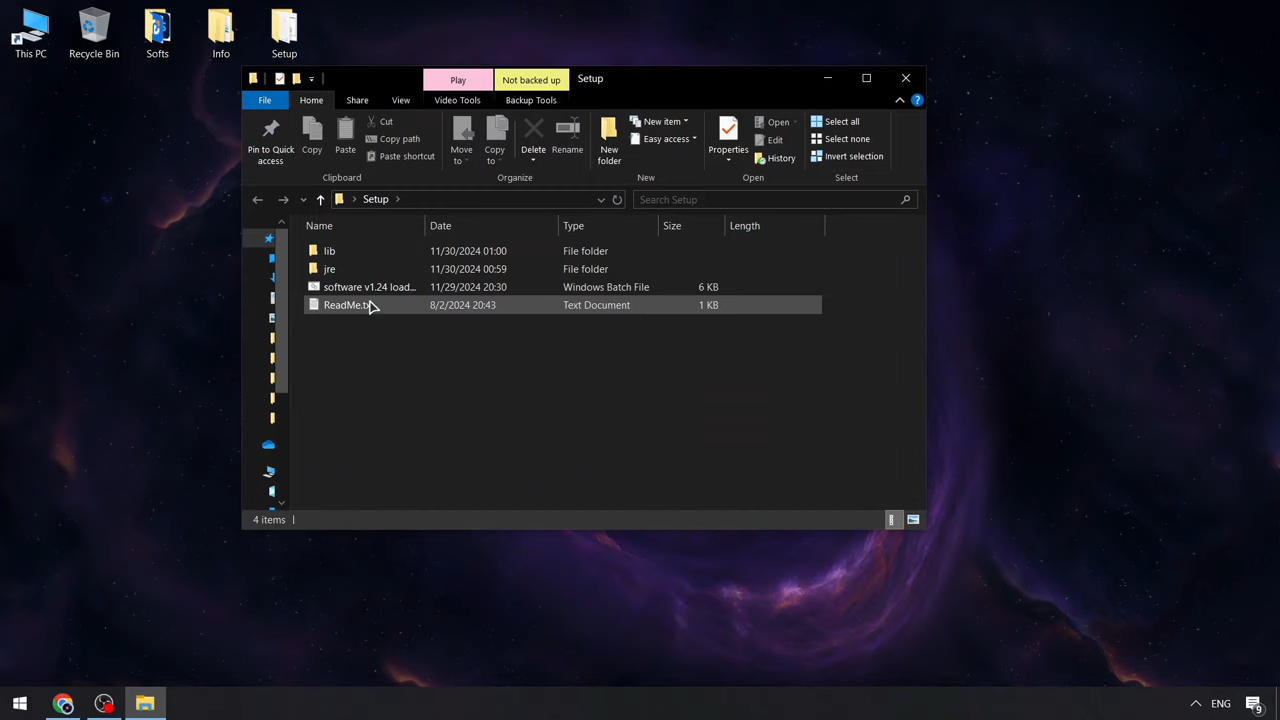 This PC
Recycle Bin
Softs
Info
Setup
Play
Not backed up
Setup
File
Home
Share
View
Video Tools
Backup Tools
Pin to Quick access
Copy
Paste
Cut
Copy path
Paste shortcut
Move to
Copy to
Delete
Rename
New folder
New item
Easy access
Properties
Open
Edit
History
Select all
Select none
Invert selection
Clipboard
Organize
New
Open
Select
Setup
Search Setup
Name Date Type Size Length
lib 11/30/2024 01:00 File folder
jre 11/30/2024 00:59 File folder
software v1.24 load... 11/29/2024 20:30 Windows Batch File 6 KB
ReadMe.t 8/2/2024 20:43 Text Document 1 KB
4 items
ENG
9